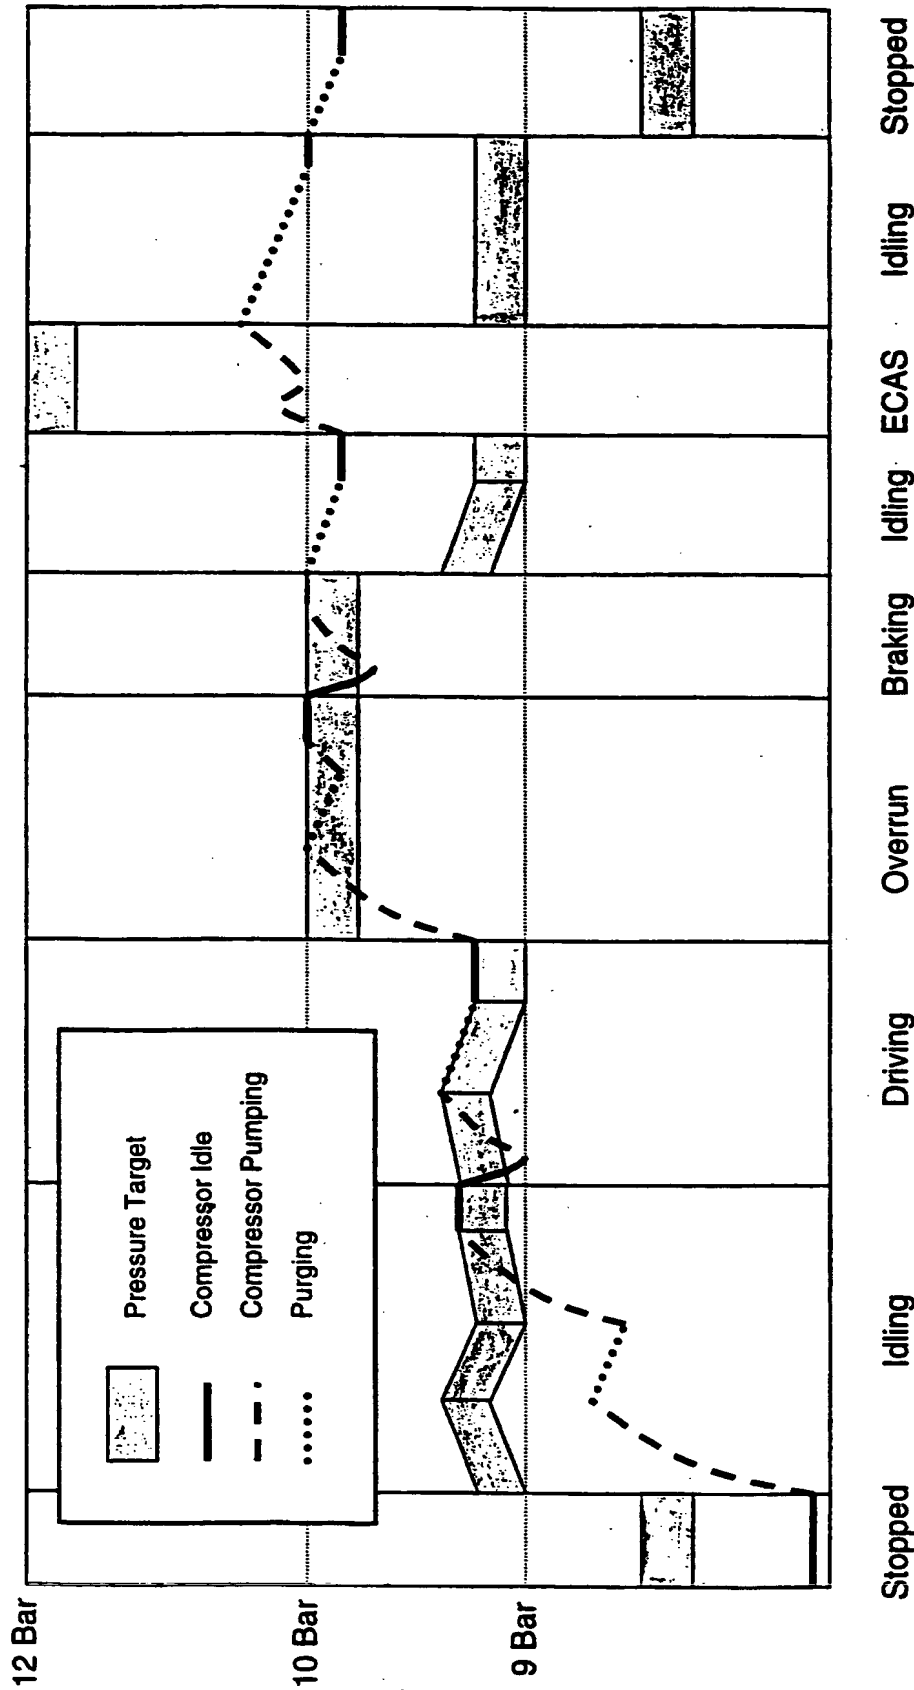 12 Bar
10 Bar
9 Bar
Pressure Target
Compressor Idle
Compressor Pumping
Purging
Stopped
Idling
Driving
Overrun
Braking
Idling
ECAS
Idling
Stopped